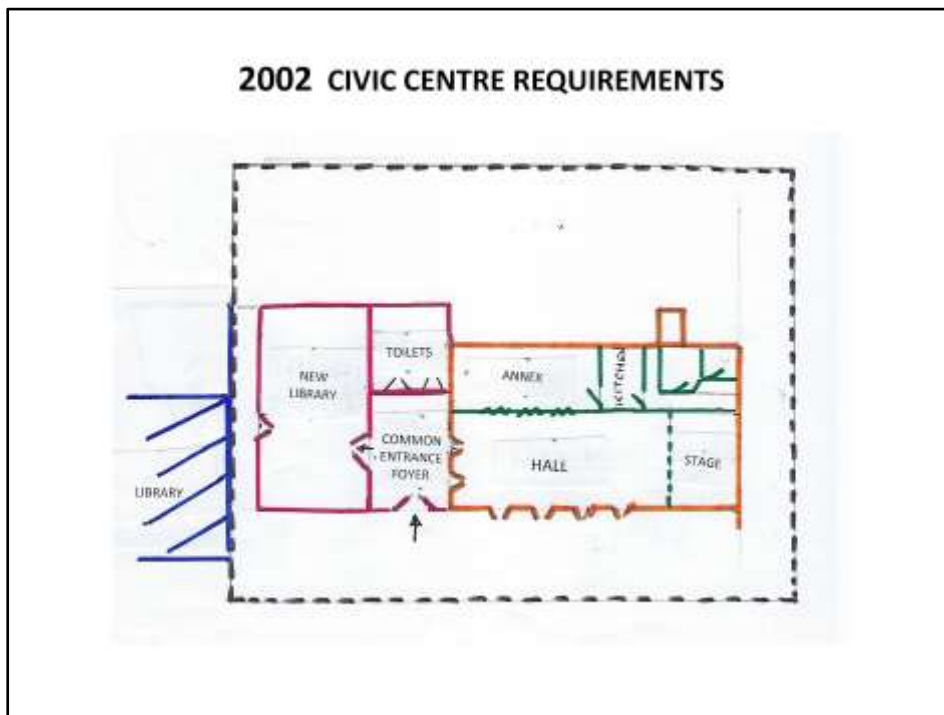 2002 CIVIC CENTRE REQUIREMENTS
TOILETS
NEW
LIBRARY
ANNEX
KITCHEN
COMMON
ENTRANCE
FOYER
HALL
STAGE
LIBRARY